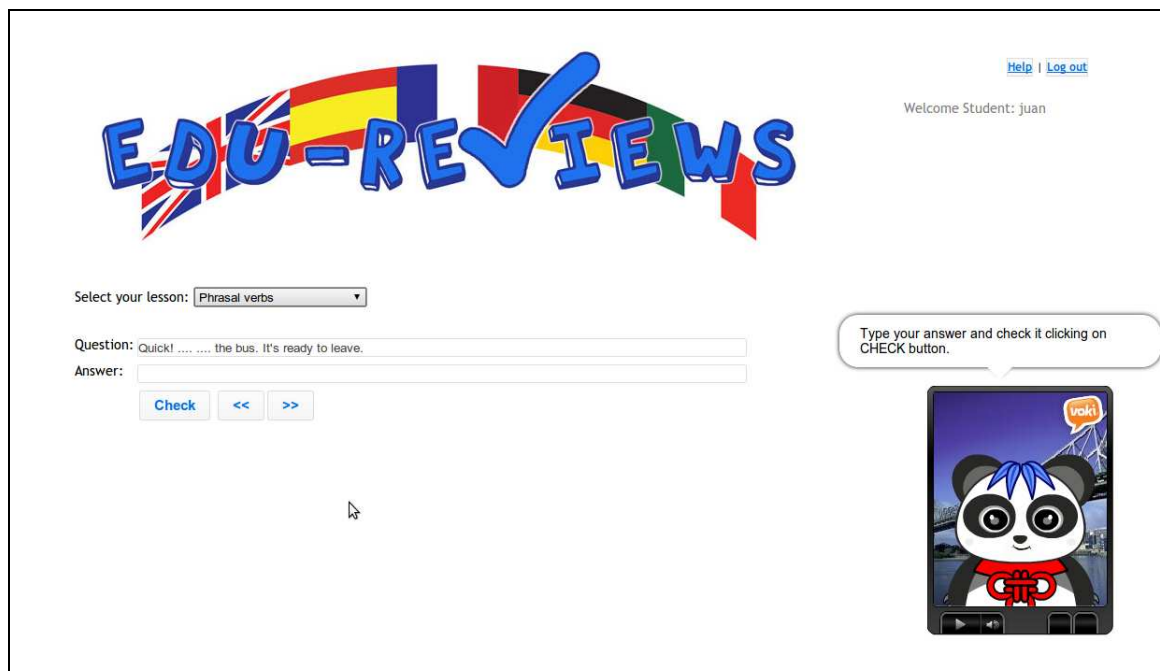 EDU-REVIEWS
Help | Log out
Welcome Student: juan
Select your lesson: Phrasal verbs
Question: Quick! .... .... the bus. It's ready to leave.
Answer:
Check << >>
Type your answer and check it clicking on
CHECK button.
voki